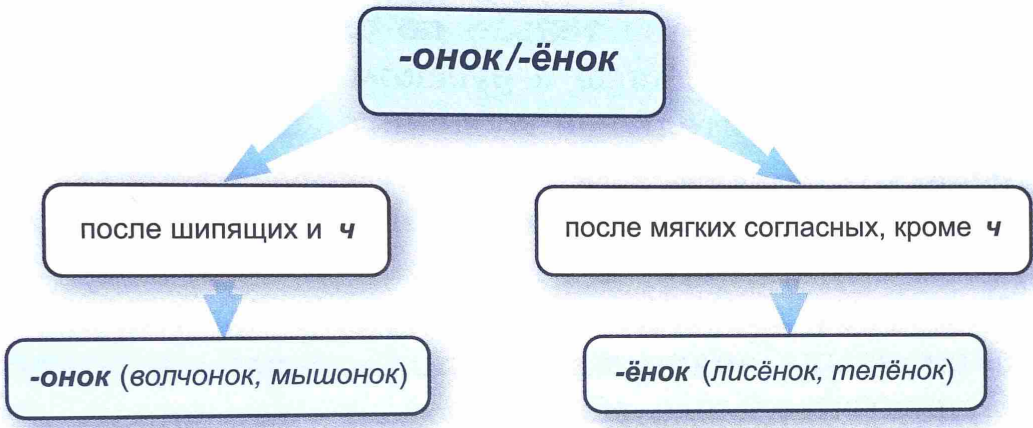 -онок/-ёнок
после шипящих и ч
после мягких согласных, кроме ч
-онок (волчонок, мышонок)
-ёнок (лисёнок, телёнок)